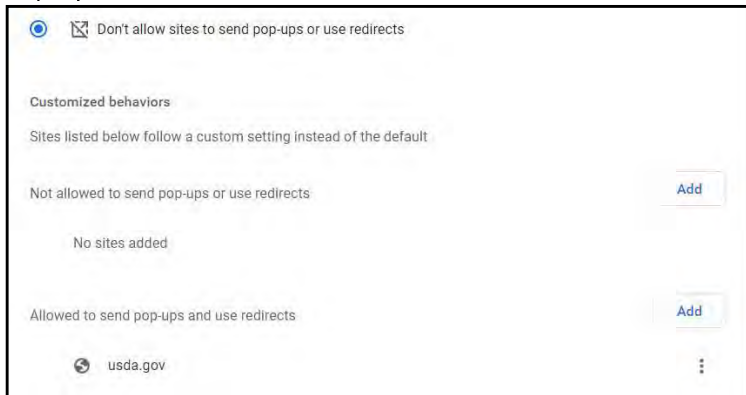 Don't allow sites to send pop-ups or use redirects
Customized behaviors
Sites listed below follow a custom setting instead of the default
Not allowed to send pop-ups or use redirects
Add
No sites added
Allowed to send pop-ups and use redirects
Add
usda.gov